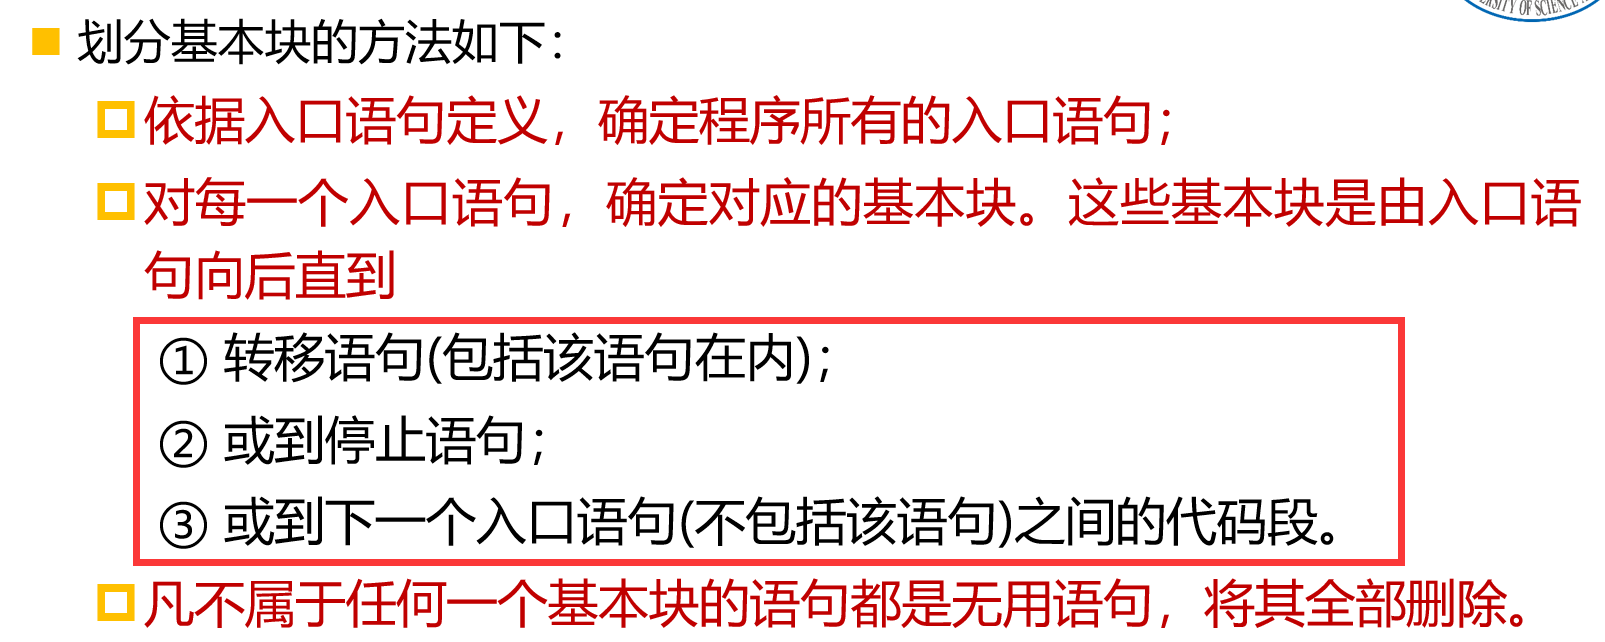 UNIVERSITY OF SCIENCE
划分基本块的方法如下：
依据入口语句定义，确定程序所有的入口语句；
对每一个入口语句，确定对应的基本块。这些基本块是由入口语
句向后直到
① 转移语句(包括该语句在内)；
② 或到停止语句；
③ 或到下一个入口语句(不包括该语句)之间的代码段。
凡不属于任何一个基本块的语句都是无用语句，将其全部删除。